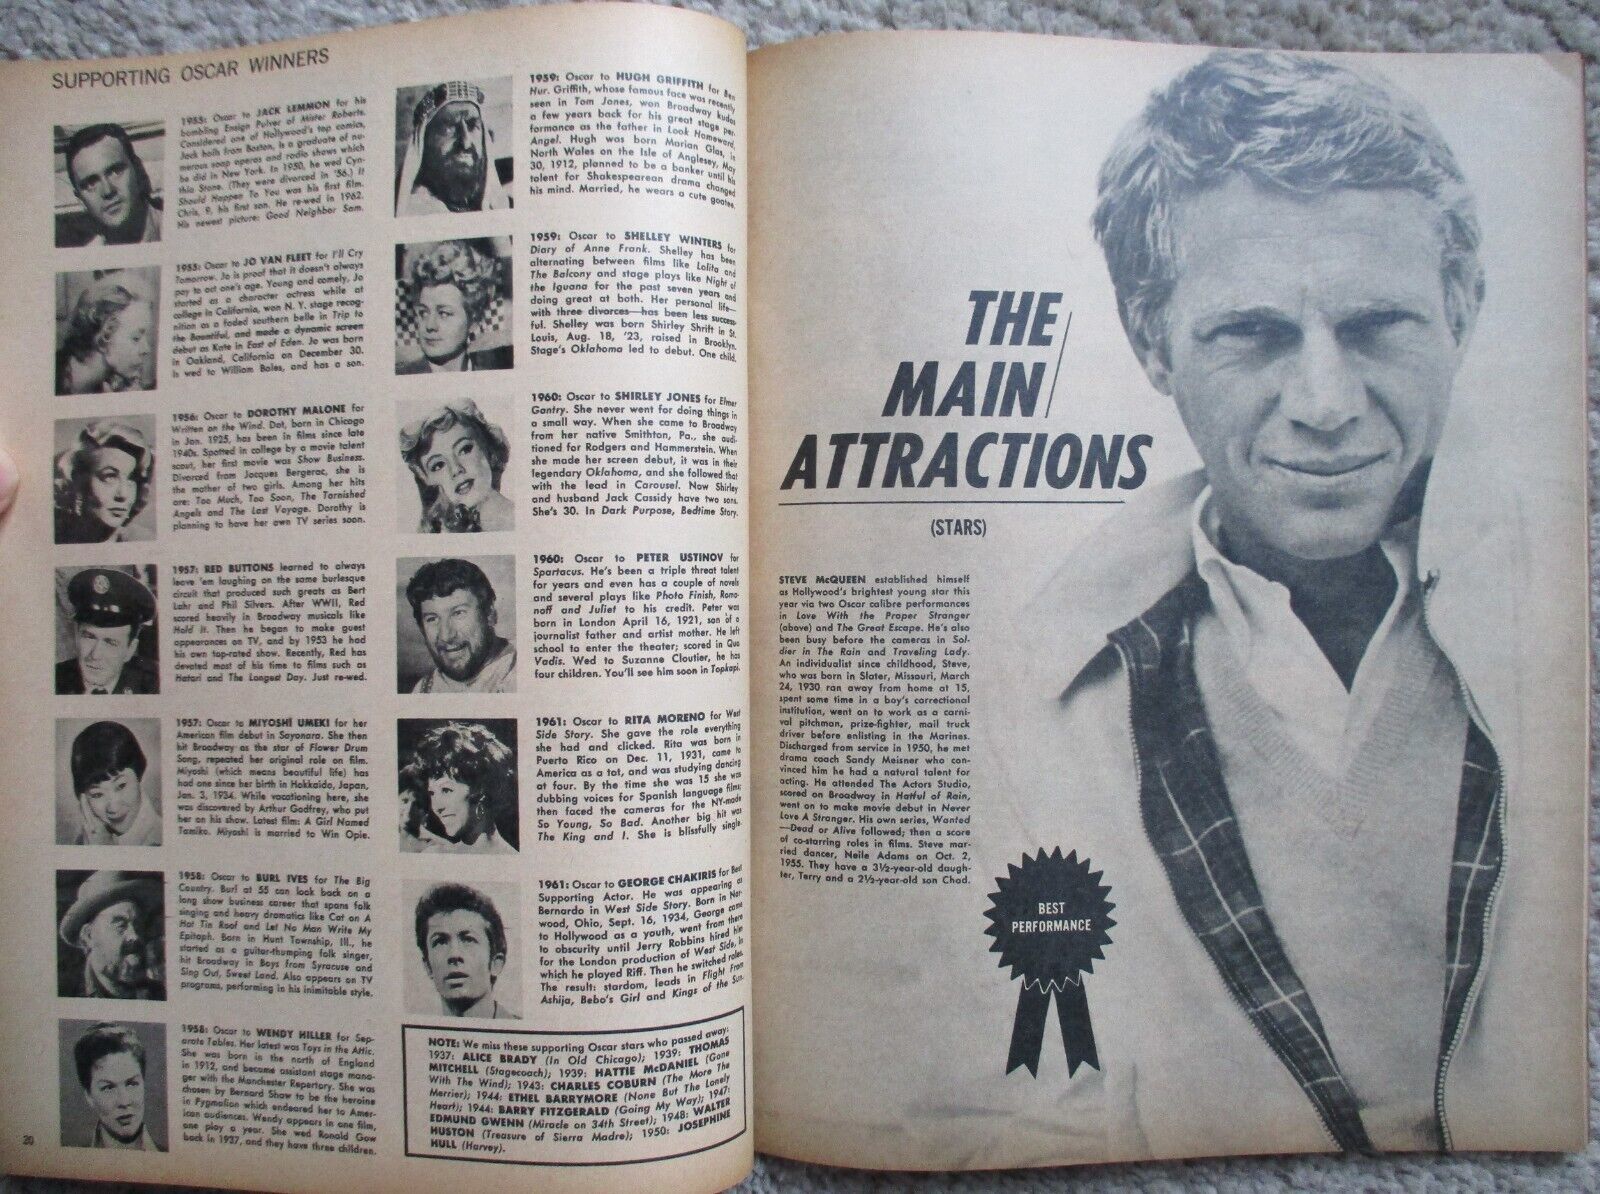 SUPPORTING OSCAR WINNERS
1955: Oscar to JACK LEMMON for his
bumbling Ensign Pulver of Mister Roberts.
Considered one of Hollywood's top comics,
Jack hails from Boston, is a graduate of nu-
merous soap operas and radio shows which
he did in New York. In 1950, he wed Cyn-
thia Stone. (They were divorced in '56.) It
Should Happen To You was his first film.
Chris, 9, his first son. He re-wed in 1962.
His newest picture: Good Neighbor Sam.
1955: Oscar to JO VAN FLEET for I'll Cry
Tomorrow. Jo is proof that it doesn't always
pay to act one's age. Young and comely, Jo
started as a character actress while at
college in California, won N. Y. stage recog-
nition as a faded southern belle in Trip to
the Bountiful, and made a dynamic screen
debut as Kate in East of Eden. Jo was born
in Oakland, California on December 30.
Is wed to William Bales, and has a son.
1956: Oscar to DOROTHY MALONE for
Written on the Wind. Dot, born in Chicago
in Jan. 1925, has been in films since late
1940s. Spotted in college by a movie talent
scout, her first movie was Show Business.
Divorced from Jacques Bergerac, she is
the mother of two girls. Among her hits
are: Too Much, Too Soon, The Tarnished
Angels and The Last Voyage. Dorothy is
planning to have her own TV series soon.
1957: RED BUTTONS learned to always
leave 'em laughing on the same burlesque
circuit that produced such greats as Bert
Lahr and Phil Silvers. After WWII, Red
scored heavily in Broadway musicals like
Hold It. Then he began to make guest
appearances on TV, and by 1953 he had
his own top-rated show. Recently, Red has
devoted most of his time to films such as
Hatari and The Longest Day. Just re-wed.
1957: Oscar to MIYOSHI UMEKI for her
American film debut in Sayonara. She then
hit Broadway as the star of Flower Drum
Song, repeated her original role on film.
Miyoshi (which means beautiful life) has
had one since her birth in Hokkaido, Japan,
Jan. 3, 1934. While vacationing here, she
was discovered by Arthur Godfrey, who put
her on his show. Latest film: A Girl Named
Tamiko. Miyoshi is married to Win Opie.
1958: Oscar to BURL IVES for The Big
Country. Burl at 55 can look back on a
long show business career that spans folk
singing and heavy dramatics like Cat on A
Hot Tin Roof and Let No Man Write My
Epitaph. Born in Hunt Township, Ill., he
started as a guitar-thumping folk singer,
hit Broadway in Boys from Syracuse and
Sing Out, Sweet Land. Also appears on TV
programs, performing in his inimitable style.
1958: Oscar to WENDY HILLER for Sep-
arate Tables. Her latest was Toys in the Attic.
She was born in the north of England
in 1912, and became assistant stage mana-
ger with the Manchester Repertory. She was
chosen by Bernard Shaw to be the heroine
in Pygmalion which endeared her to Amer-
ican audiences. Wendy appears in one film,
one play a year. She wed Ronald Gow
back in 1937, and they have three children.
20
1959: Oscar to HUGH GRIFFITH for Ben
Hur. Griffith, whose famous face was recently
seen in Tom Jones, won Broadway kudos
a few years back for his great stage per-
formance as the father in Look Homeward,
Angel. Hugh was born Marian Glas, in
North Wales on the Isle of Anglesey, May
30, 1912, planned to be a banker until his
talent for Shakespearean drama changed
his mind. Married, he wears a cute goatee.
1959: Oscar to SHELLEY WINTERS for
Diary of Anne Frank. Shelley has been
alternating between films like Lolita and
The Balcony and stage plays like Night of
the Iguana for the past seven years and
doing great at both. Her personal life—
with three divorces—has been less success-
ful. Shelley was born Shirley Shrift in St.
Louis, Aug. 18, '23, raised in Brooklyn.
Stage's Oklahoma led to debut. One child.
1960: Oscar to SHIRLEY JONES for Elmer
Gantry. She never went for doing things in
a small way. When she came to Broadway
from her native Smithton, Pa., she audi-
tioned for Rodgers and Hammerstein. When
she made her screen debut, it was in their
legendary Oklahoma, and she followed that
with the lead in Carousel. Now Shirley
and husband Jack Cassidy have two sons.
She's 30. In Dark Purpose, Bedtime Story.
1960: Oscar to PETER USTINOV for
Spartacus. He's been a triple threat talent
for years and even has a couple of novels
and several plays like Photo Finish, Roma-
noff and Juliet to his credit. Peter was
born in London April 16, 1921, son of a
journalist father and artist mother. He left
school to enter the theater; scored in Quo
Vadis. Wed to Suzanne Cloutier, he has
four children. You'll see him soon in Topkapi.
1961: Oscar to RITA MORENO for West
Side Story. She gave the role everything
she had and clicked. Rita was born in
Puerto Rico on Dec. 11, 1931, came to
America as a tot, and was studying dancing
at four. By the time she was 15 she was
dubbing voices for Spanish language films;
then faced the cameras for the NY-made
So Young, So Bad. Another big hit was
The King and I. She is blissfully single.
1961: Oscar to GEORGE CHAKIRIS for Best
Supporting Actor. He was appearing as
Bernardo in West Side Story. Born in Nor-
wood, Ohio, Sept. 16, 1934, George came
to Hollywood as a youth, went from there
to obscurity until Jerry Robbins hired him
for the London production of West Side, in
which he played Riff. Then he switched roles.
The result: stardom, leads in Flight From
Ashija, Bebo's Girl and Kings of the Sun.
NOTE: We miss these supporting Oscar stars who passed away:
1937: ALICE BRADY (In Old Chicago); 1939: THOMAS
MITCHELL (Stagecoach); 1939: HATTIE McDANIEL (Gone
With The Wind); 1943: CHARLES COBURN (The More The
Merrier); 1944: ETHEL BARRYMORE (None But The Lonely
Heart); 1944: BARRY FITZGERALD (Going My Way); 1947:
EDMUND GWENN (Miracle on 34th Street); 1948: WALTER
HUSTON (Treasure of Sierra Madre); 1950: JOSEPHINE
HULL (Harvey).
THE
MAIN
ATTRACTIONS
(STARS)
STEVE McQUEEN established himself
as Hollywood's brightest young star this
year via two Oscar calibre performances
in Love With the Proper Stranger
(above) and The Great Escape. He's also
been busy before the cameras in Sol-
dier in The Rain and Traveling Lady.
An individualist since childhood, Steve,
who was born in Slater, Missouri, March
24, 1930 ran away from home at 15,
spent some time in a boy's correctional
institution, went on to work as a carni-
val pitchman, prize-fighter, mail truck
driver before enlisting in the Marines.
Discharged from service in 1950, he met
drama coach Sandy Meisner who con-
vinced him he had a natural talent for
acting. He attended The Actors Studio,
scored on Broadway in Hatful of Rain,
went on to make movie debut in Never
Love A Stranger. His own series, Wanted
—Dead or Alive followed; then a score
of co-starring roles in films. Steve mar-
ried dancer, Neile Adams on Oct. 2,
1955. They have a 3½-year-old daugh-
ter, Terry and a 2½-year-old son Chad.
BEST
PERFORMANCE